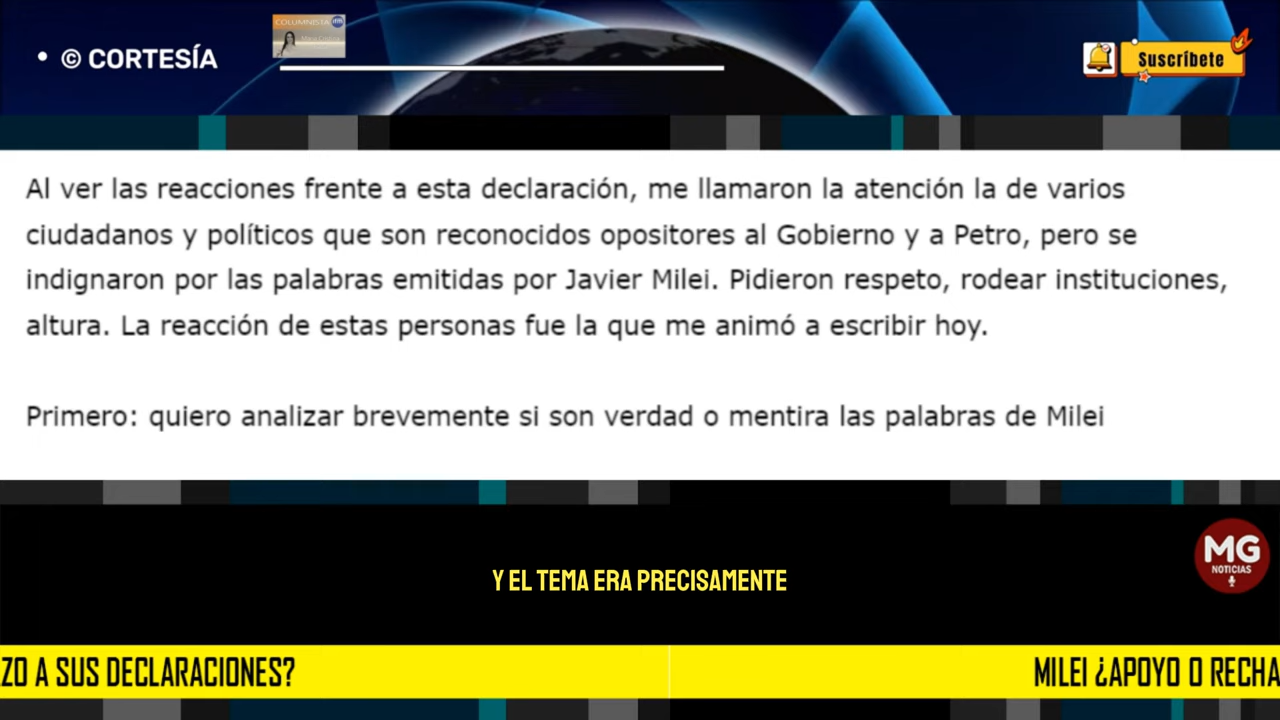 © CORTESÍA
COLUMNISTA ifm
Suscríbete
Al ver las reacciones frente a esta declaración, me llamaron la atención la de varios
ciudadanos y políticos que son reconocidos opositores al Gobierno y a Petro, pero se
indignaron por las palabras emitidas por Javier Milei. Pidieron respeto, rodear instituciones,
altura. La reacción de estas personas fue la que me animó a escribir hoy.
Primero: quiero analizar brevemente si son verdad o mentira las palabras de Milei
MG
NOTICIAS
Y EL TEMA ERA PRECISAMENTE
ZO A SUS DECLARACIONES? MILEI ¿APOYO O RECHA